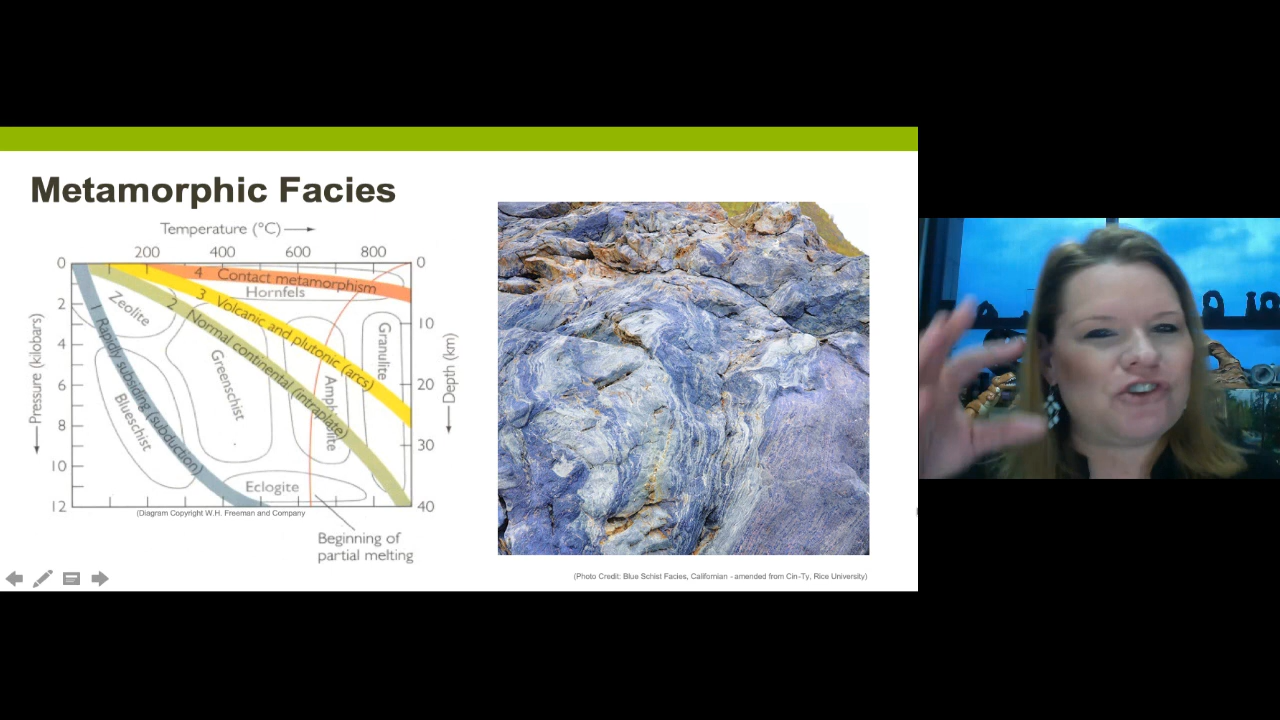 Metamorphic Facies
Temperature (°C)
200 400 600 800
0
2
4
6
8
10
12
Pressure (kilobars)
0
10
20
30
40
Depth (km)
4 Contact metamorphism
Hornfels
3 Volcanic and plutonic (arcs)
2 Normal continental (intraplate)
1 Rapidy subsiding (subduction)
Zeolite
Greenschist
Blueschist
Granulite
Eclogite
(Diagram Copyright W.H. Freeman and Company
Beginning of
partial melting
(Photo Credit: Blue Schist Facies, Californian - amended from Cin-Ty, Rice University)